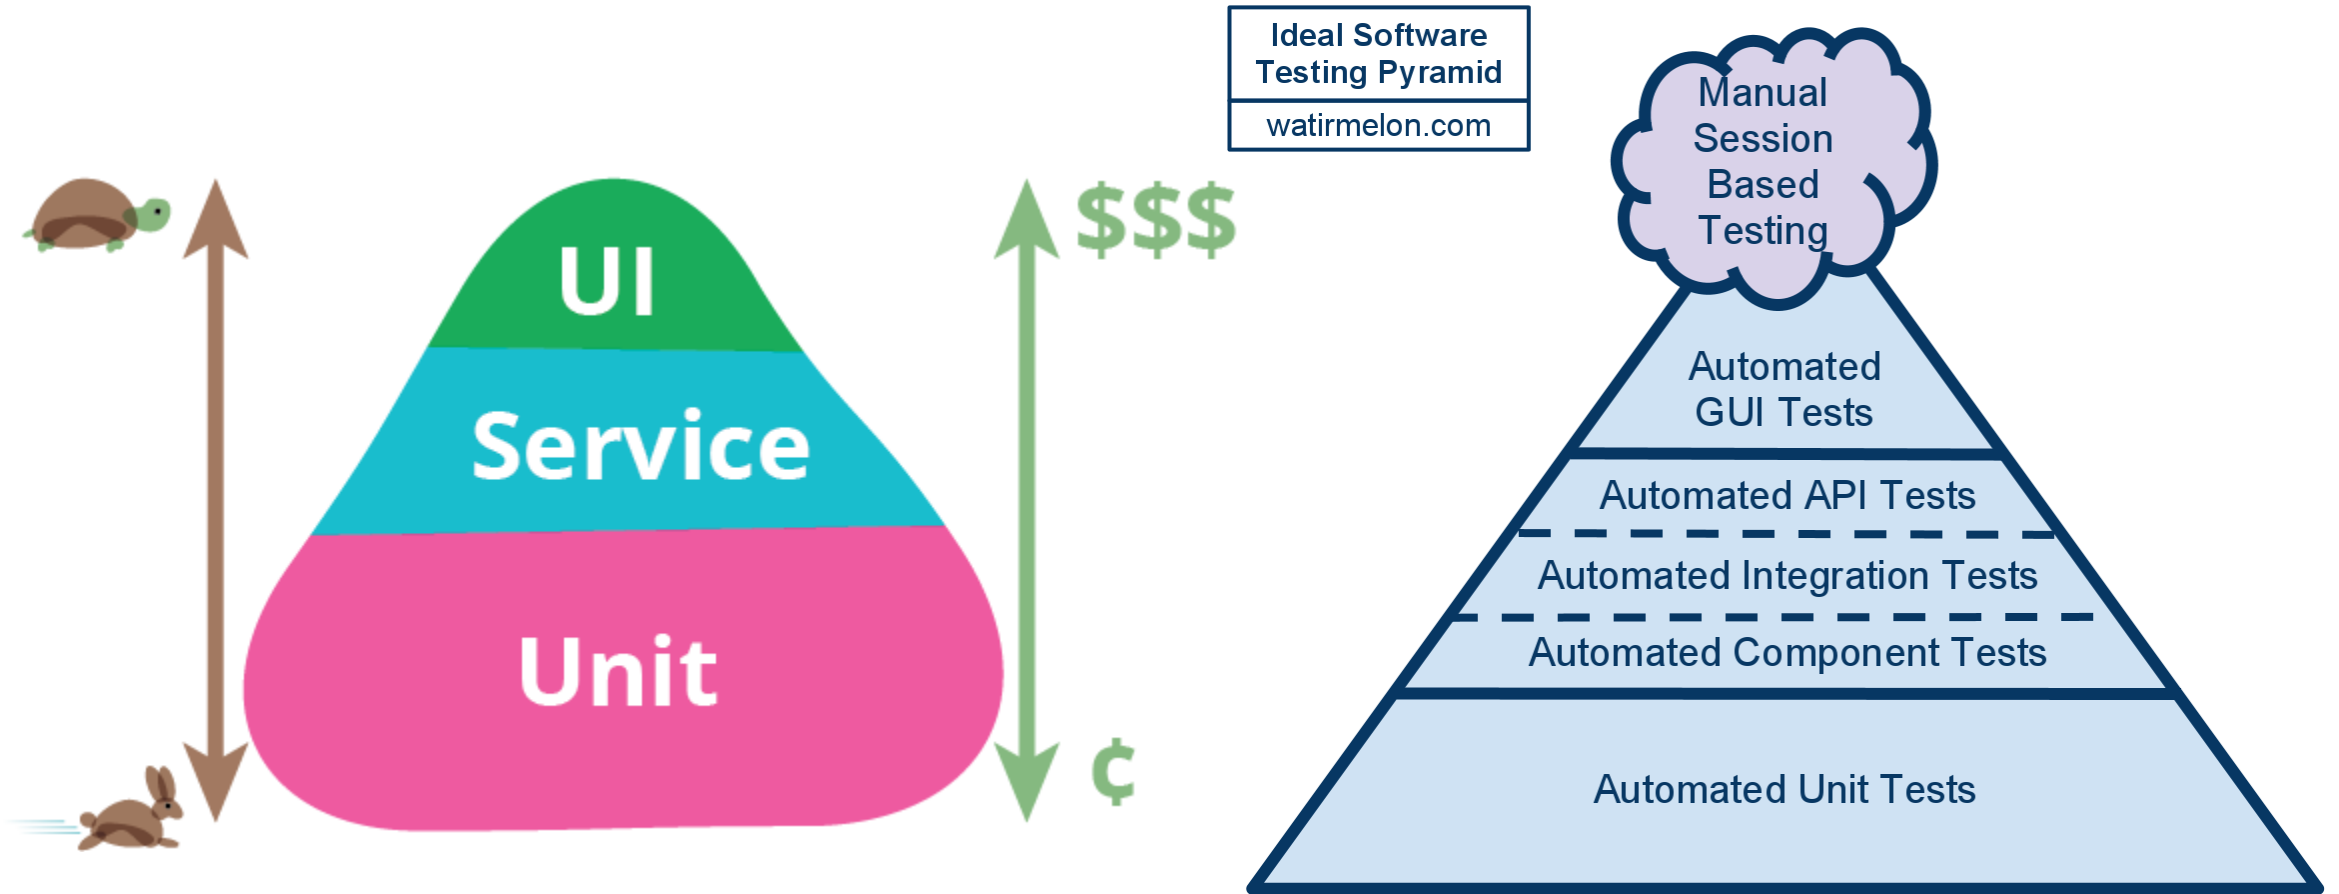 UI
Service
Unit
$$$
¢
Ideal Software
Testing Pyramid
watirmelon.com
Manual
Session
Based
Testing
Automated
GUI Tests
Automated API Tests
Automated Integration Tests
Automated Component Tests
Automated Unit Tests